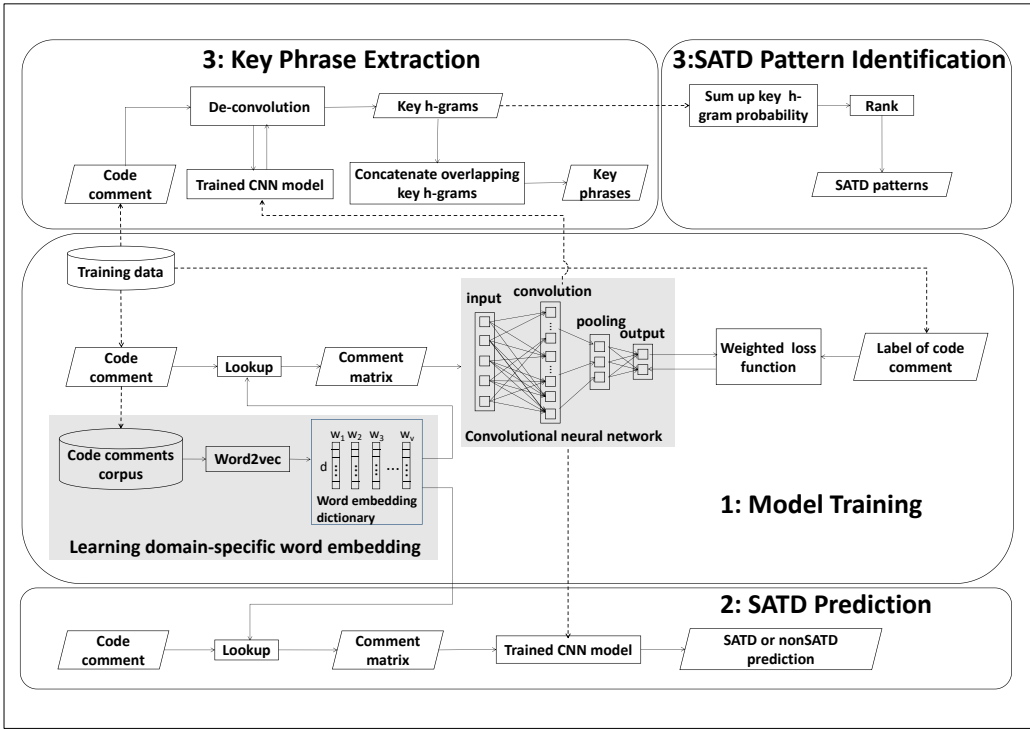 3: Key Phrase Extraction
De-convolution
Key h-grams
Code
comment
Trained CNN model
Concatenate overlapping
key h-grams
Key
phrases
3:SATD Pattern Identification
Sum up key h-
gram probability
Rank
SATD patterns
Training data
Code
comment
Lookup
Comment
matrix
input
convolution
...
...
pooling
output
Convolutional neural network
Weighted loss
function
Label of code
comment
Code comments
corpus
Word2vec
w1 w2 w3 wv
d
...
Word embedding
dictionary
Learning domain-specific word embedding
1: Model Training
2: SATD Prediction
Code
comment
Lookup
Comment
matrix
Trained CNN model
SATD or nonSATD
prediction